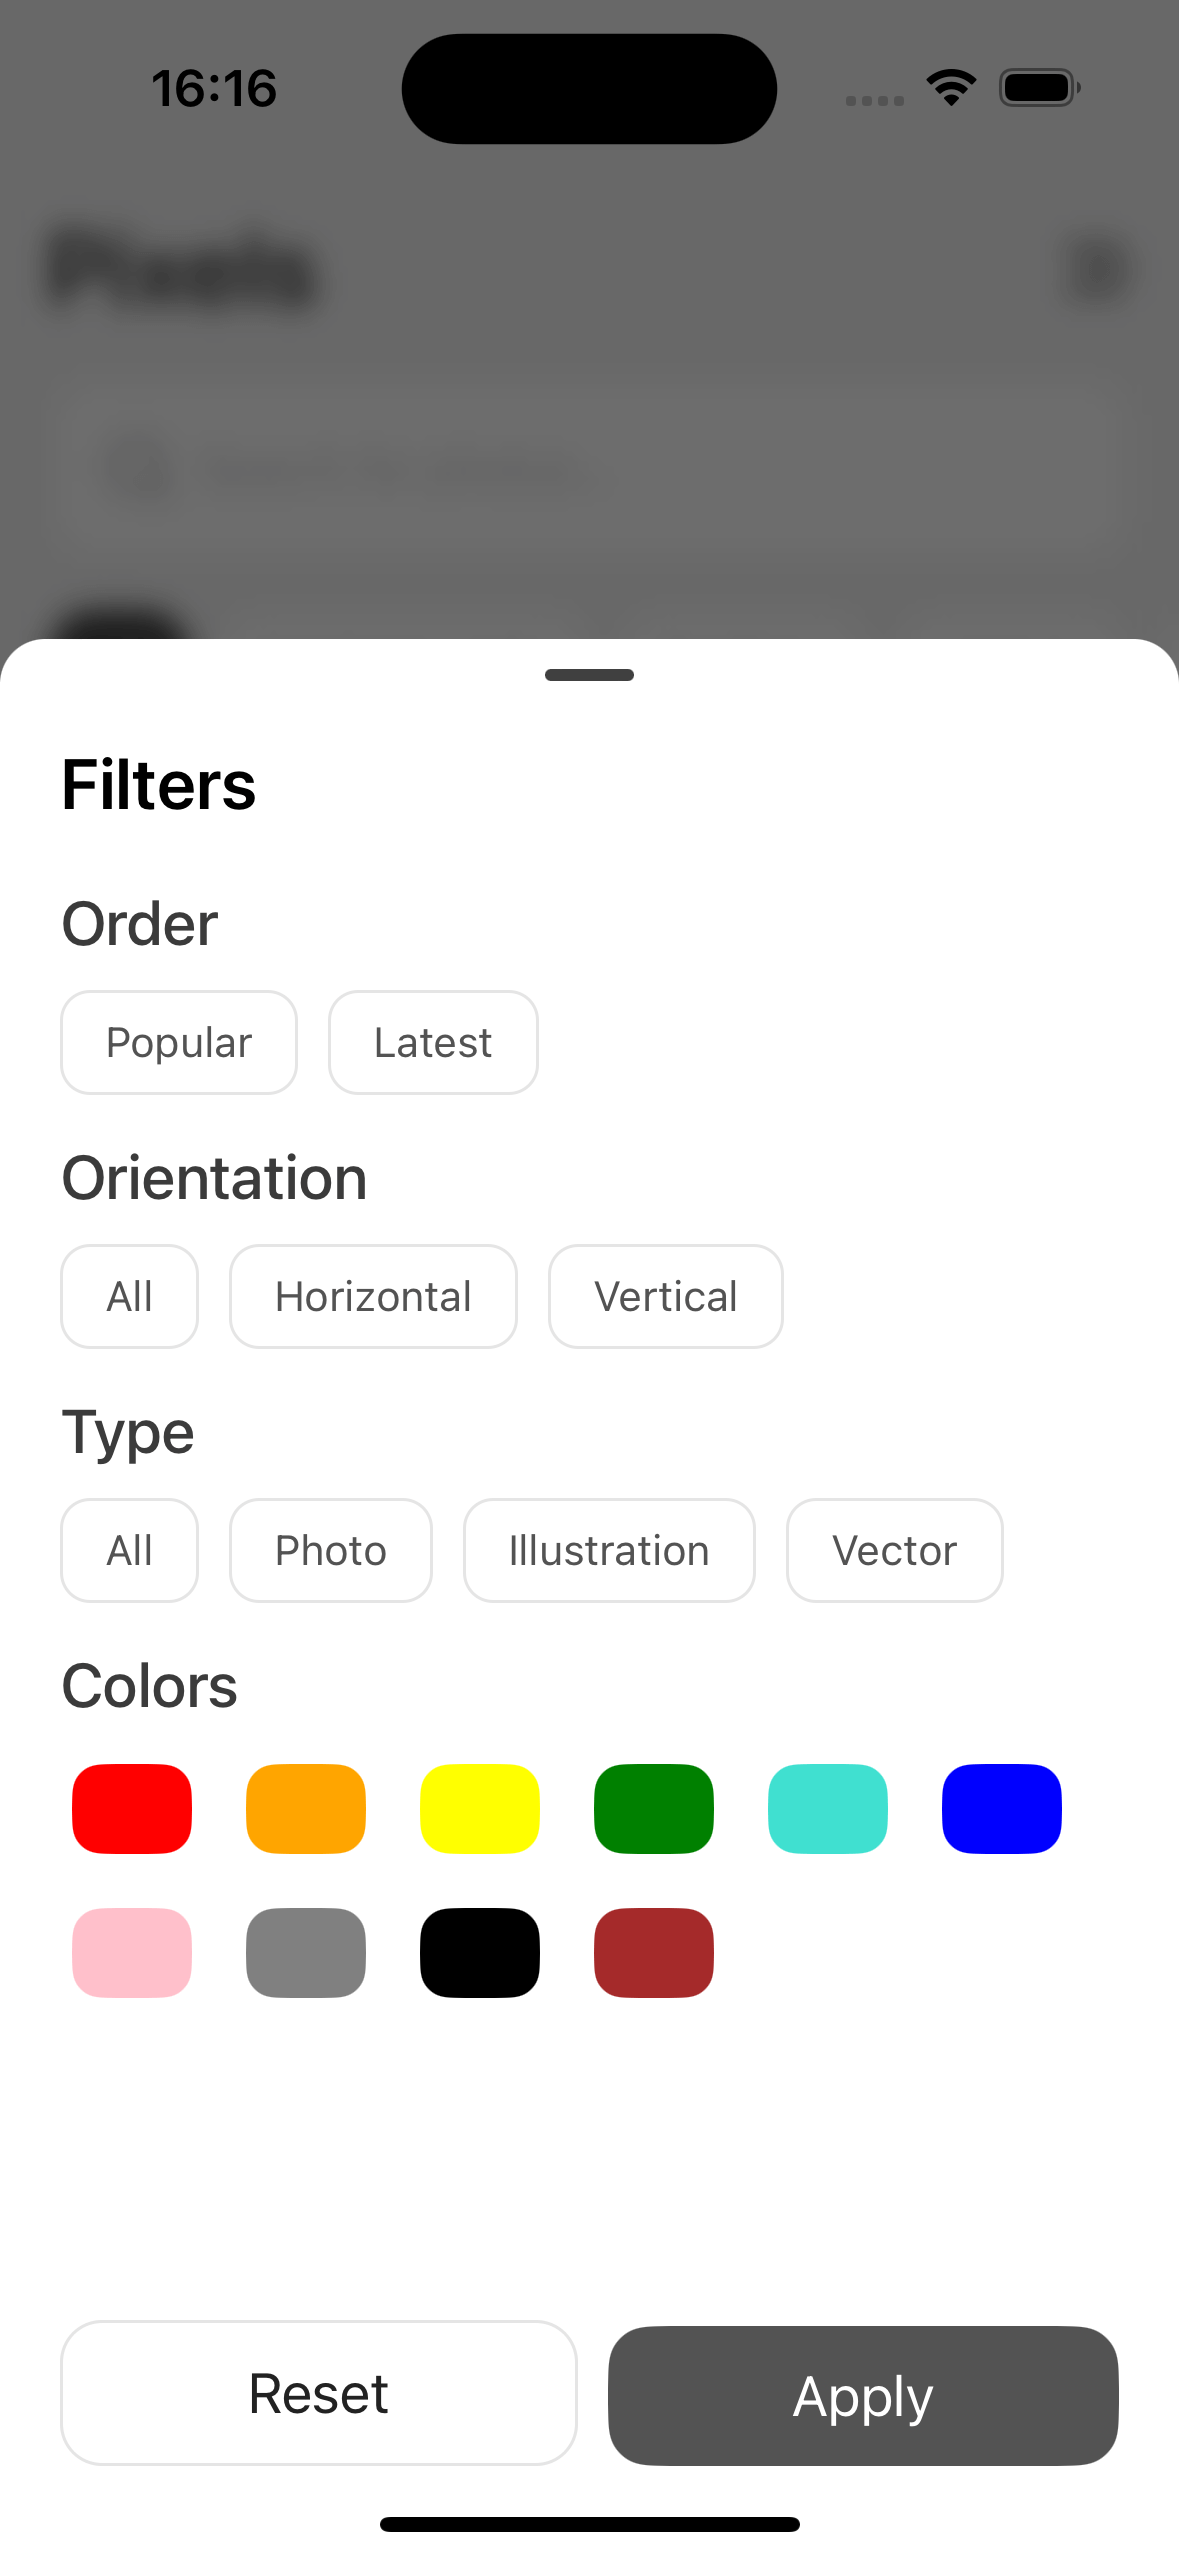 16:16
Pixels
Filters
Order
Popular Latest
Orientation
All Horizontal Vertical
Type
All Photo Illustration Vector
Colors
Reset Apply